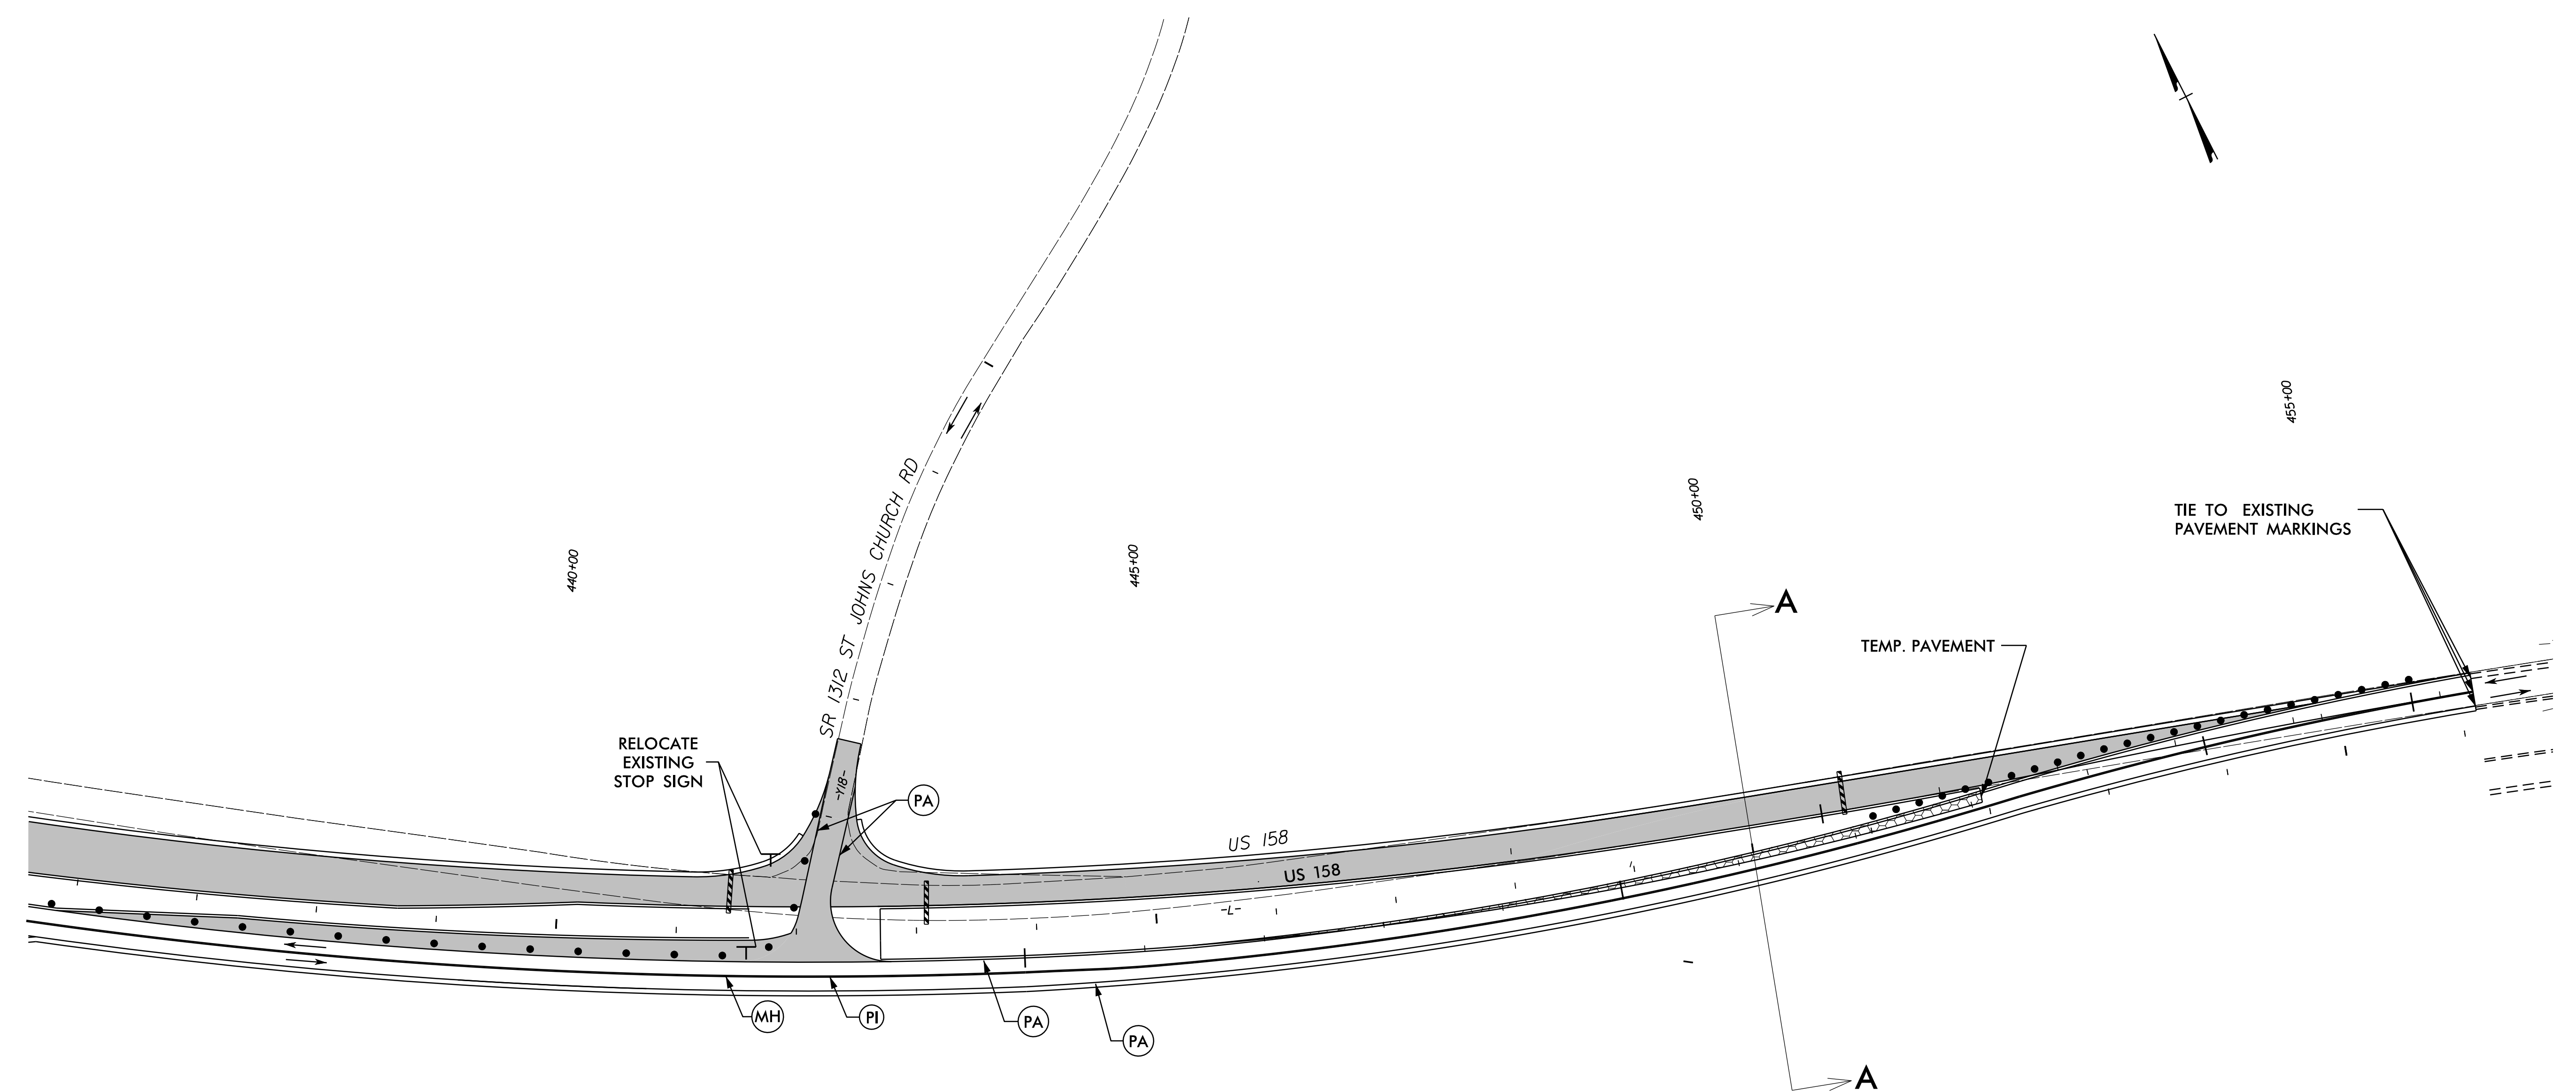 455+00
450+00
445+00
440+00
SR 1312 ST JOHNS CHURCH RD
TIE TO EXISTING
PAVEMENT MARKINGS
A
TEMP. PAVEMENT
RELOCATE
EXISTING
STOP SIGN
-Y1B-
PA
US 158
US 158
-L-
MH
PI
PA
PA
A